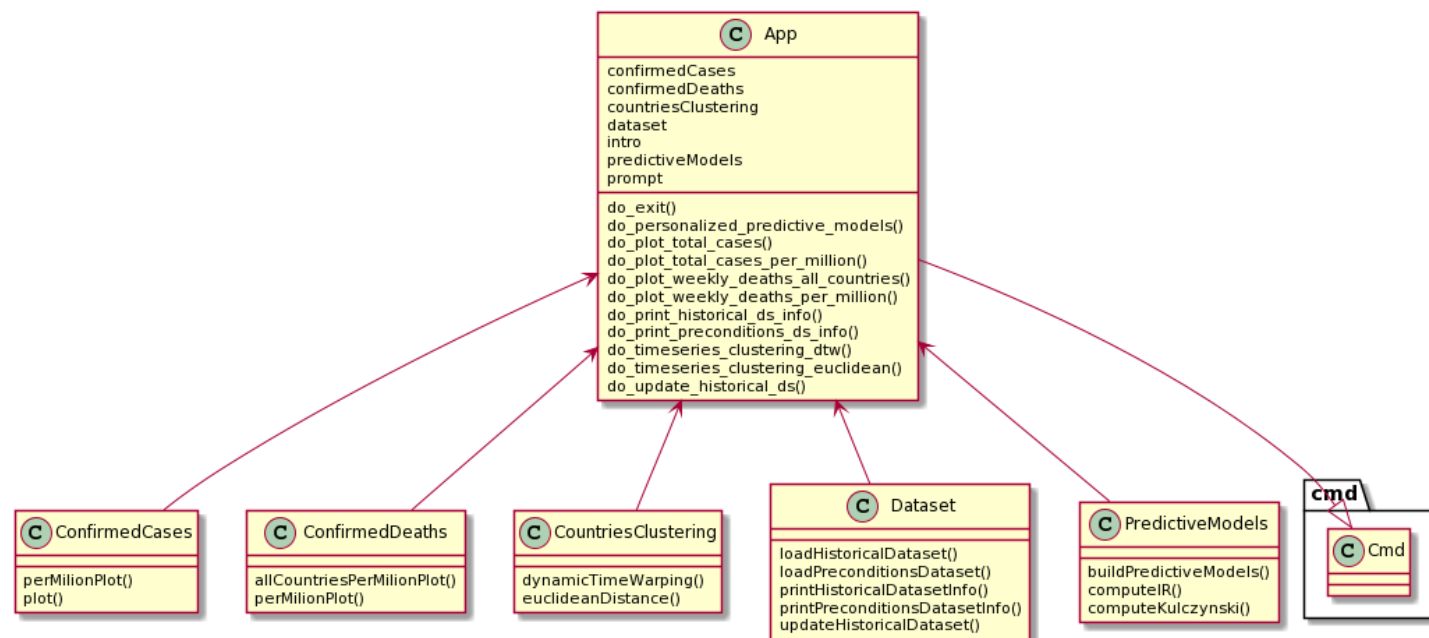 C App
confirmedCases
confirmedDeaths
countriesClustering
dataset
intro
predictiveModels
prompt
do_exit()
do_personalized_predictive_models()
do_plot_total_cases()
do_plot_total_cases_per_million()
do_plot_weekly_deaths_all_countries()
do_plot_weekly_deaths_per_million()
do_print_historical_ds_info()
do_print_preconditions_ds_info()
do_timeseries_clustering_dtw()
do_timeseries_clustering_euclidean()
do_update_historical_ds()
C ConfirmedCases
perMilionPlot()
plot()
C ConfirmedDeaths
allCountriesPerMilionPlot()
perMilionPlot()
C CountriesClustering
dynamicTimeWarping()
euclideanDistance()
C Dataset
loadHistoricalDataset()
loadPreconditionsDataset()
printHistoricalDatasetInfo()
printPreconditionsDatasetInfo()
updateHistoricalDataset()
C PredictiveModels
buildPredictiveModels()
computeIR()
computeKulczynski()
cmd
C Cmd